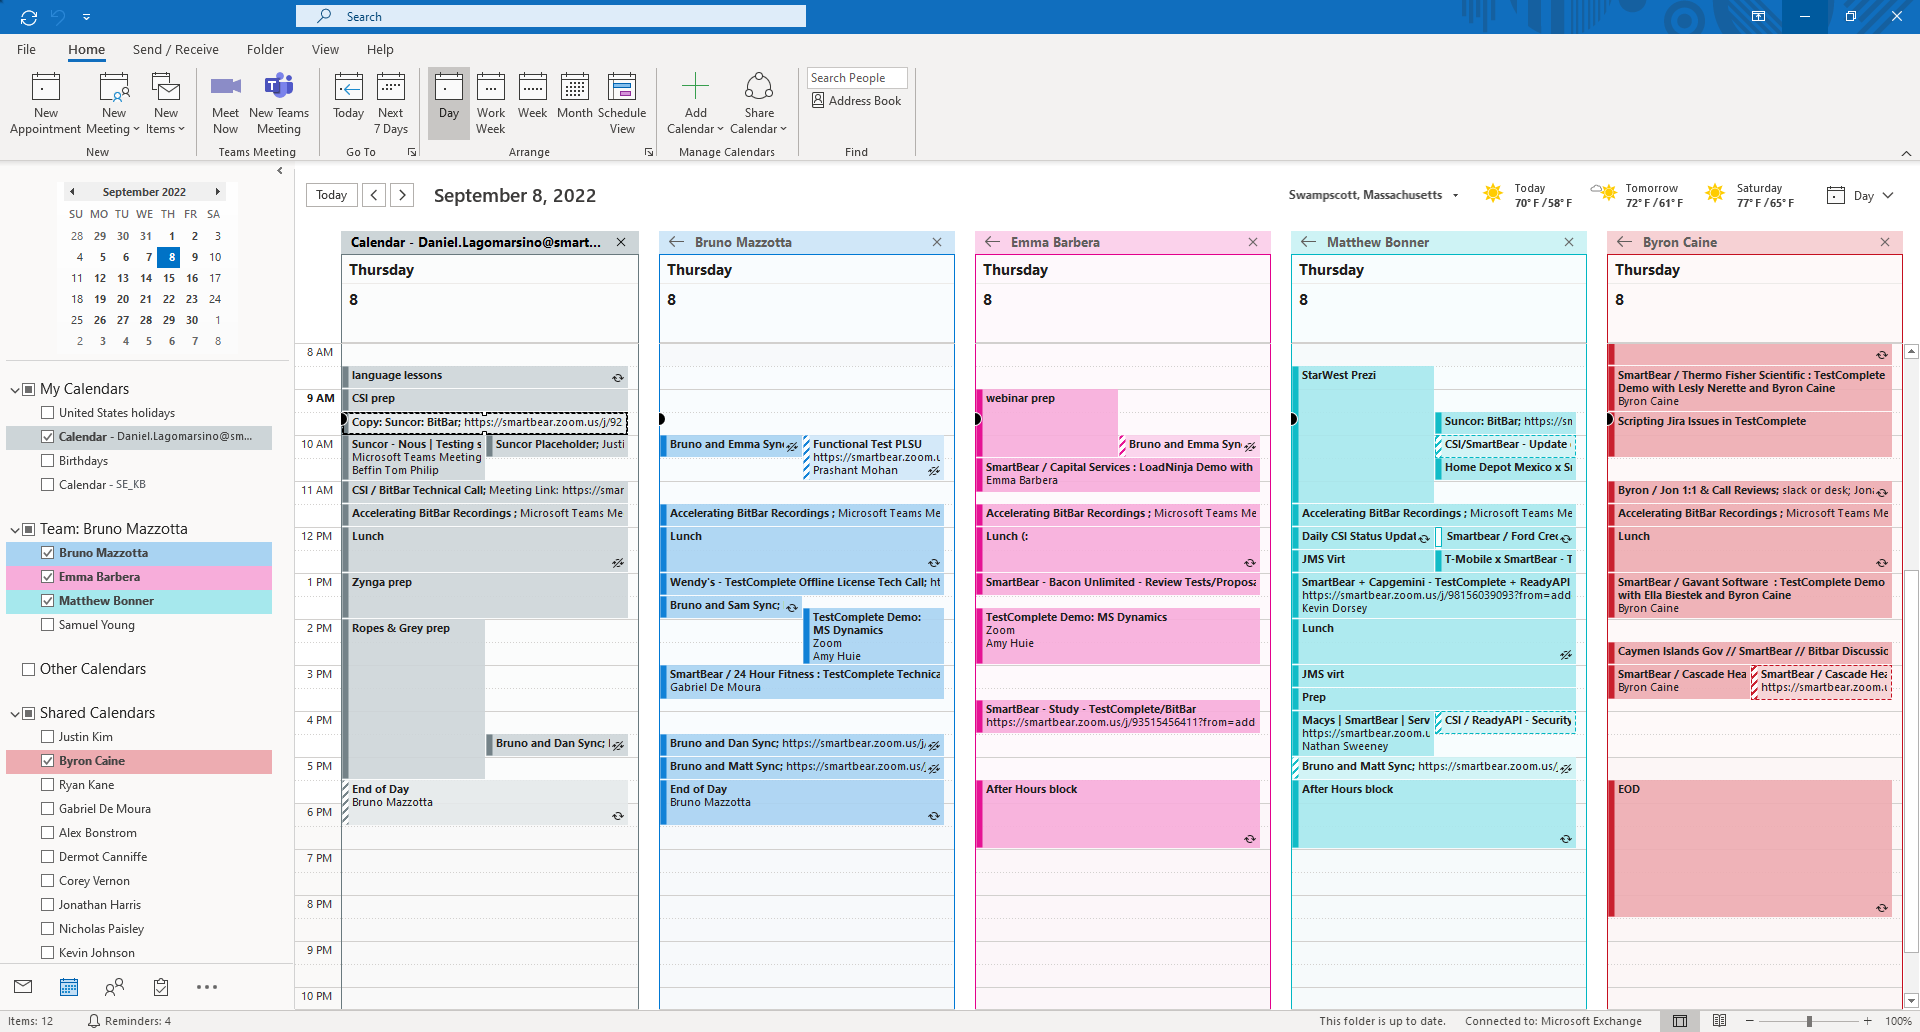 Search
File Home Send / Receive Folder View Help
New Appointment
New Meeting
New Items
New
Meet Now
New Teams Meeting
Teams Meeting
Today
Next 7 Days
Go To
Day
Work Week
Week
Month
Schedule View
Arrange
Add Calendar
Share Calendar
Manage Calendars
Search People
Address Book
Find
September 2022
SU MO TU WE TH FR SA
28 29 30 31 1 2 3
4 5 6 7 8 9 10
11 12 13 14 15 16 17
18 19 20 21 22 23 24
25 26 27 28 29 30 1
2 3 4 5 6 7 8
My Calendars
United States holidays
Calendar - Daniel.Lagomarsino@sm...
Birthdays
Calendar - SE_KB
Team: Bruno Mazzotta
Bruno Mazzotta
Emma Barbera
Matthew Bonner
Samuel Young
Other Calendars
Shared Calendars
Justin Kim
Byron Caine
Ryan Kane
Gabriel De Moura
Alex Bonstrom
Dermot Canniffe
Corey Vernon
Jonathan Harris
Nicholas Paisley
Kevin Johnson
Today
September 8, 2022
Swampscott, Massachusetts
Today
70°F/58°F
Tomorrow
72°F/61°F
Saturday
77°F/65°F
Day
8 AM
9 AM
10 AM
11 AM
12 PM
1 PM
2 PM
3 PM
4 PM
5 PM
6 PM
7 PM
8 PM
9 PM
10 PM
Calendar - Daniel.Lagomarsino@smart...
Thursday
8
language lessons
CSI prep
Copy: Suncor: BitBar; https://smartbear.zoom.us/j/92
Suncor - Nous | Testing s
Microsoft Teams Meeting
Beffin Tom Philip
Suncor Placeholder; Justi
CSI / BitBar Technical Call; Meeting Link: https://smar
Accelerating BitBar Recordings ; Microsoft Teams Me
Lunch
Zynga prep
Ropes & Grey prep
Bruno and Dan Sync;
End of Day
Bruno Mazzotta
Bruno Mazzotta
Thursday
8
Bruno and Emma Sync
Functional Test PLSU
https://smartbear.zoom.u
Prashant Mohan
Accelerating BitBar Recordings ; Microsoft Teams Me
Lunch
Wendy's - TestComplete Offline License Tech Call; ht
Bruno and Sam Sync;
TestComplete Demo:
MS Dynamics
Zoom
Amy Huie
SmartBear / 24 Hour Fitness : TestComplete Technica
Gabriel De Moura
Bruno and Dan Sync; https://smartbear.zoom.us/j
Bruno and Matt Sync; https://smartbear.zoom.us/
End of Day
Bruno Mazzotta
Emma Barbera
Thursday
8
webinar prep
Bruno and Emma Syn
SmartBear / Capital Services : LoadNinja Demo with
Emma Barbera
Accelerating BitBar Recordings ; Microsoft Teams Me
Lunch (:
SmartBear - Bacon Unlimited - Review Tests/Proposa
TestComplete Demo: MS Dynamics
Zoom
Amy Huie
SmartBear - Study - TestComplete/BitBar
https://smartbear.zoom.us/j/93515456411?from=add
After Hours block
Matthew Bonner
Thursday
8
StarWest Prezi
Suncor: BitBar; https://sm
CSI/SmartBear - Update
Home Depot Mexico x Sm
Accelerating BitBar Recordings ; Microsoft Teams Me
Daily CSI Status Updat
Smartbear / Ford Cre
JMS Virt
T-Mobile x SmartBear - T
SmartBear + Capgemini - TestComplete + ReadyAPI
https://smartbear.zoom.us/j/98156039093?from=add
Kevin Dorsey
Lunch
JMS virt
Prep
Macys | SmartBear | Serv
https://smartbear.zoom.u
Nathan Sweeney
CSI / ReadyAPI - Security
Bruno and Matt Sync; https://smartbear.zoom.us/
After Hours block
Byron Caine
Thursday
8
SmartBear / Thermo Fisher Scientific : TestComplete
Demo with Lesly Nerette and Byron Caine
Byron Caine
Scripting Jira Issues in TestComplete
Byron / Jon 1:1 & Call Reviews; slack or desk; Jon
Accelerating BitBar Recordings ; Microsoft Teams Me
Lunch
SmartBear / Gavant Software : TestComplete Demo
with Ella Biestek and Byron Caine
Byron Caine
Caymen Islands Gov // SmartBear // Bitbar Discussio
SmartBear / Cascade Hea
Byron Caine
SmartBear / Cascade Hea
https://smartbear.zoom.u
EOD
Items: 12 Reminders: 4
This folder is up to date. Connected to: Microsoft Exchange 100%